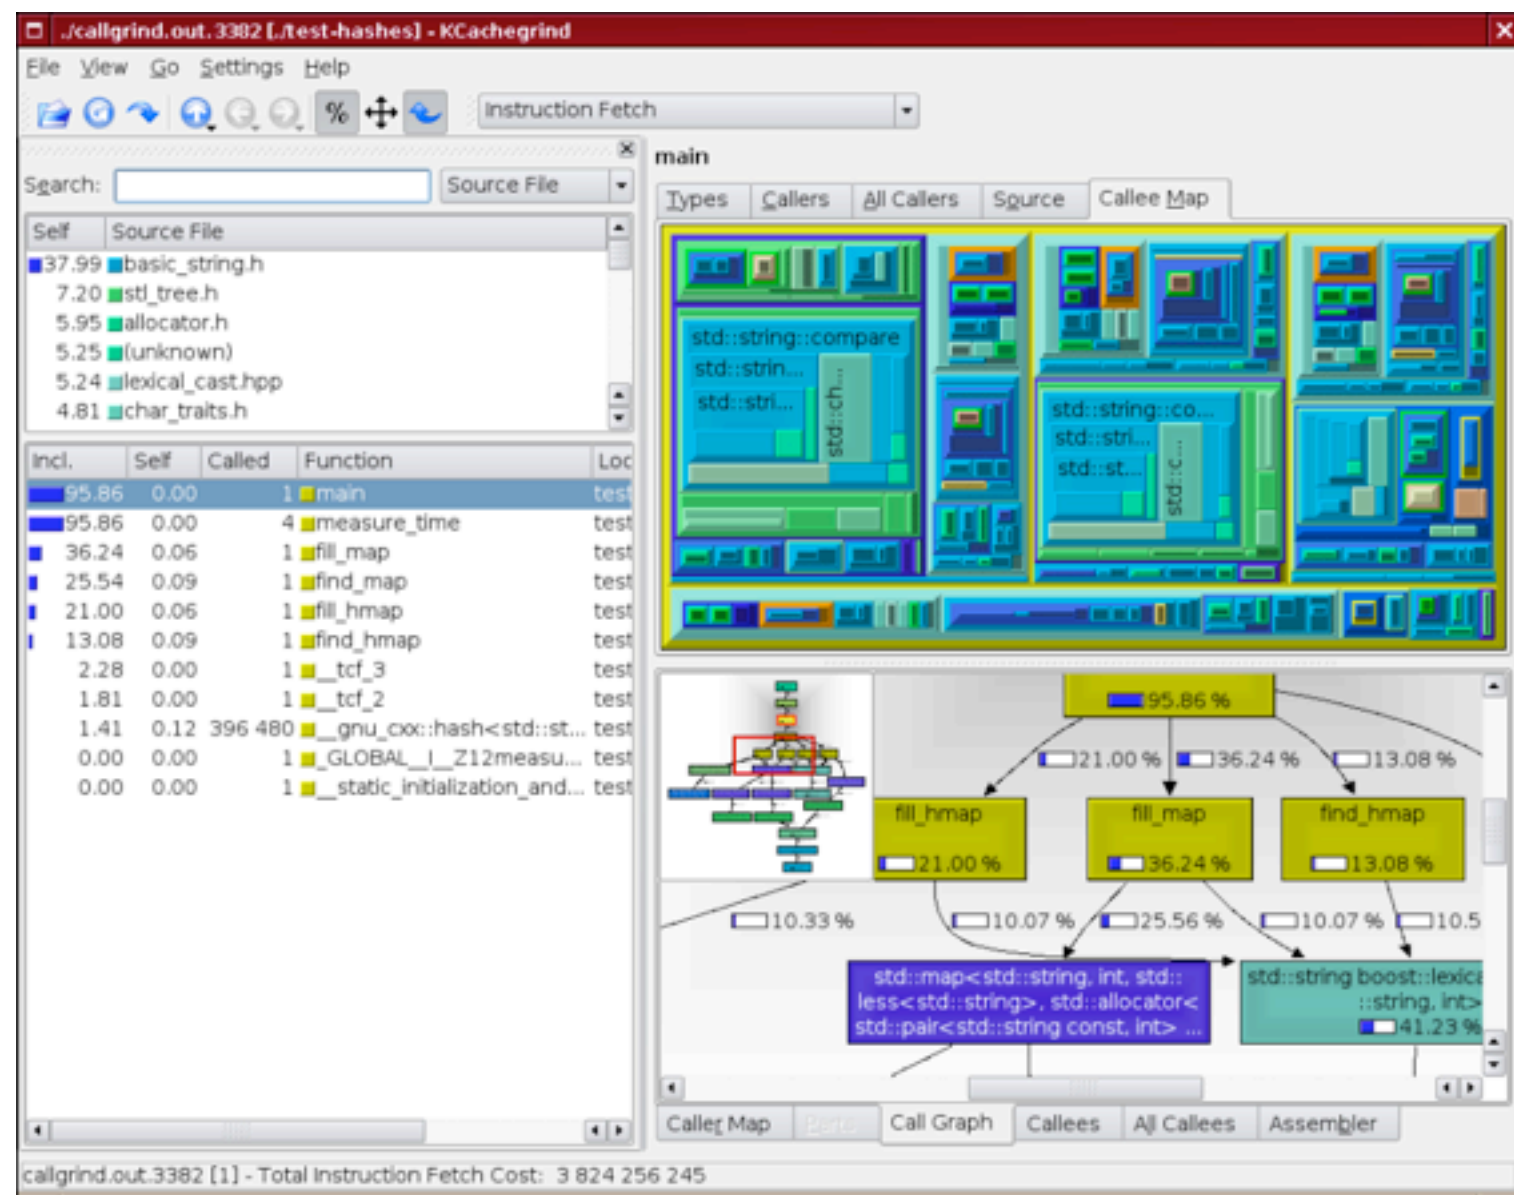 ./callgrind.out.3382 [./test-hashes] - KCachegrind
File View Go Settings Help
% Instruction Fetch
Search: Source File
Self Source File
37.99 basic_string.h
7.20 stl_tree.h
5.95 allocator.h
5.25 (unknown)
5.24 lexical_cast.hpp
4.81 char_traits.h
Incl. Self Called Function Loc
95.86 0.00 1 main test
95.86 0.00 4 measure_time test
36.24 0.06 1 fill_map test
25.54 0.09 1 find_map test
21.00 0.06 1 fill_hmap test
13.08 0.09 1 find_hmap test
2.28 0.00 1 __tcf_3 test
1.81 0.00 1 __tcf_2 test
1.41 0.12 396 480 __gnu_cxx::hash<std::st... test
0.00 0.00 1 _GLOBAL__I__Z12measu... test
0.00 0.00 1 __static_initialization_and... test
main
Types Callers All Callers Source Callee Map
std::string::compare
std::strin...
std::stri...
std::ch...
std::string::co...
std::stri...
std::st...
std::c...
95.86 %
21.00 % 36.24 % 13.08 %
fill_hmap fill_map find_hmap
21.00 % 36.24 % 13.08 %
10.33 % 10.07 % 25.56 % 10.07 % 10.5
std::map<std::string, int, std::
less<std::string>, std::allocator<
std::pair<std::string const, int> ...
std::string boost::lexica
::string, int>
41.23 %
Caller Map Parts Call Graph Callees All Callees Assembler
callgrind.out.3382 [1] - Total Instruction Fetch Cost: 3 824 256 245